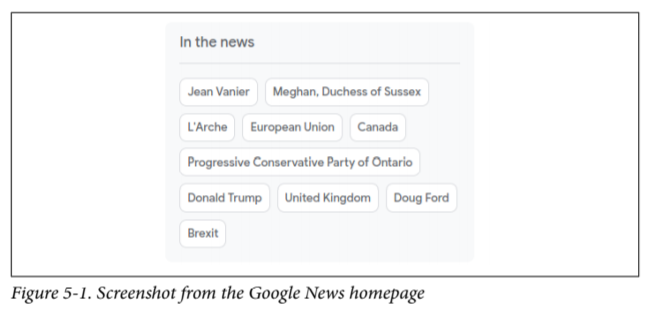 In the news
Jean Vanier Meghan, Duchess of Sussex
L'Arche European Union Canada
Progressive Conservative Party of Ontario
Donald Trump United Kingdom Doug Ford
Brexit
Figure 5-1. Screenshot from the Google News homepage